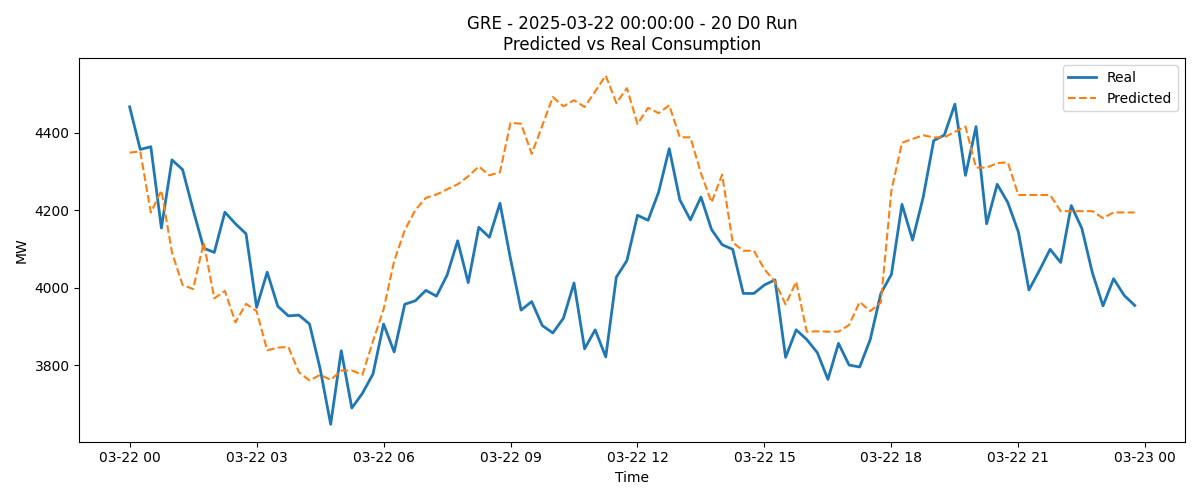 GRE - 2025-03-22 00:00:00 - 20 D0 Run
Predicted vs Real Consumption
Real
Predicted
MW
4400
4200
4000
3800
03-22 00
03-22 03
03-22 06
03-22 09
03-22 12
03-22 15
03-22 18
03-22 21
03-23 00
Time